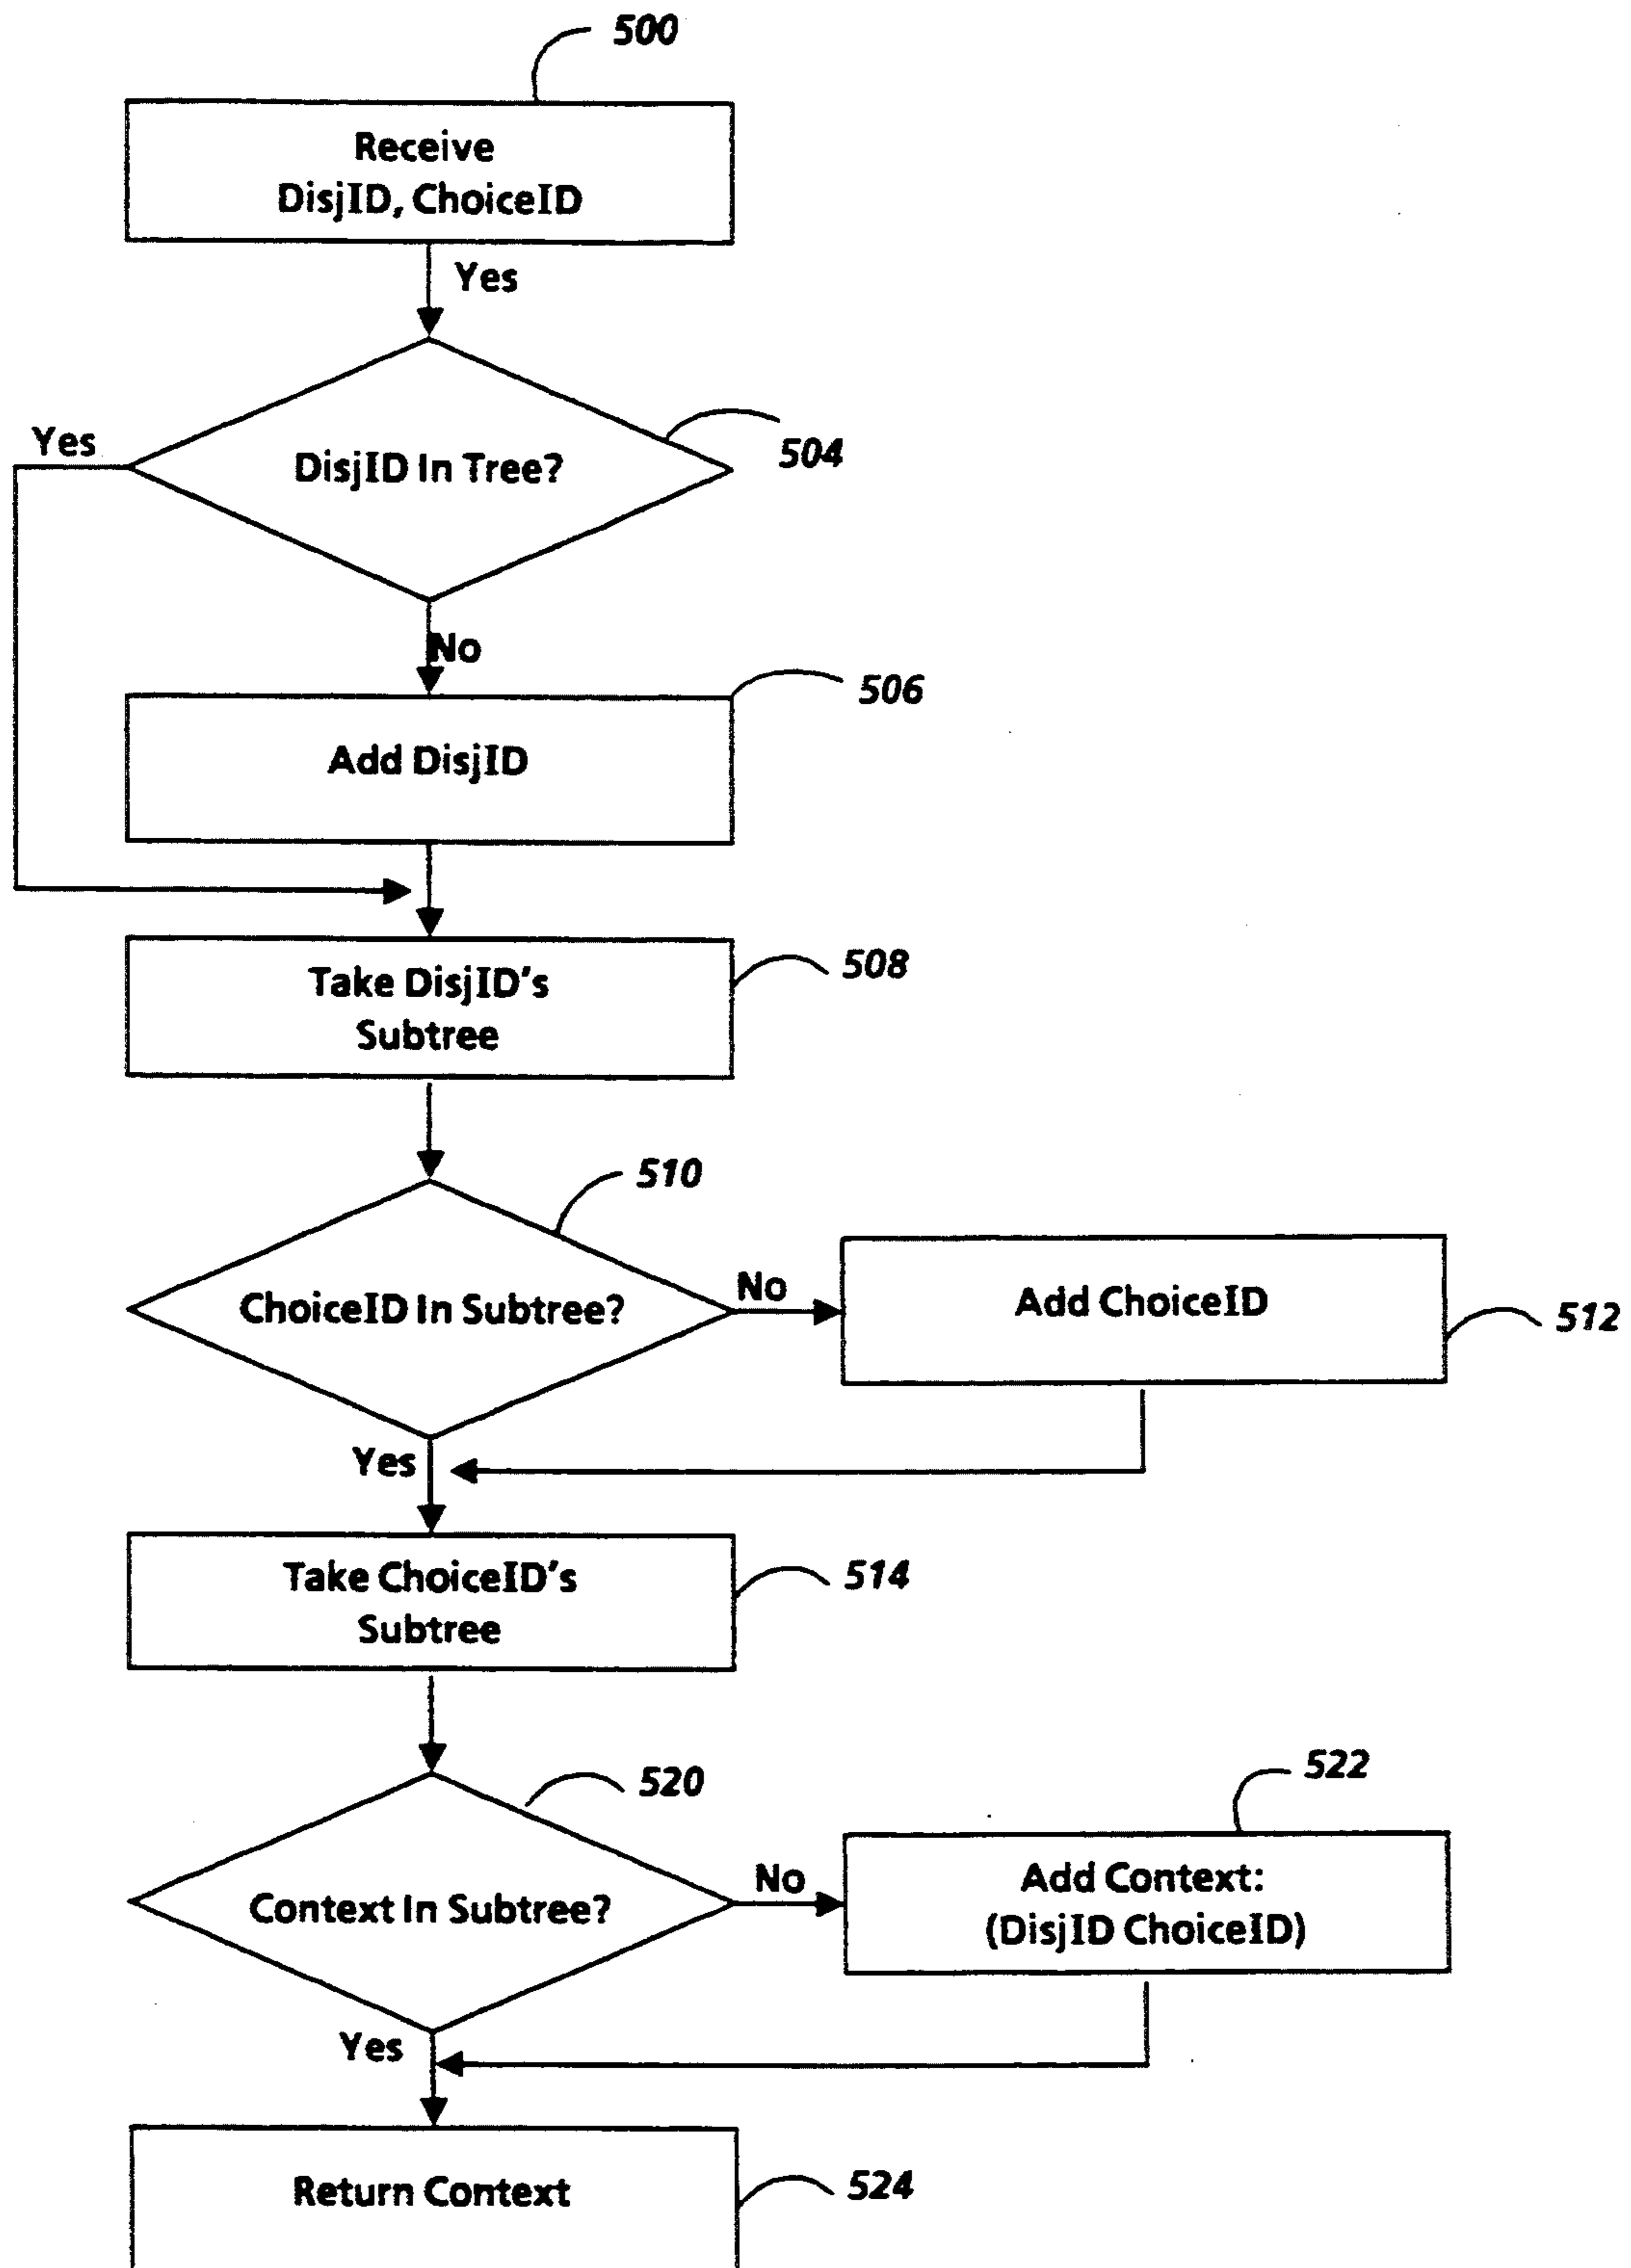 500
Receive
DisjID, ChoiceID
Yes
Yes
DisjID In Tree?
504
No
506
Add DisjID
508
Take DisjID's
Subtree
510
ChoiceID In Subtree?
No
Add ChoiceID
512
Yes
Take ChoiceID's
Subtree
514
520
522
Context In Subtree?
No
Add Context:
(DisjID ChoiceID)
Yes
Return Context
524